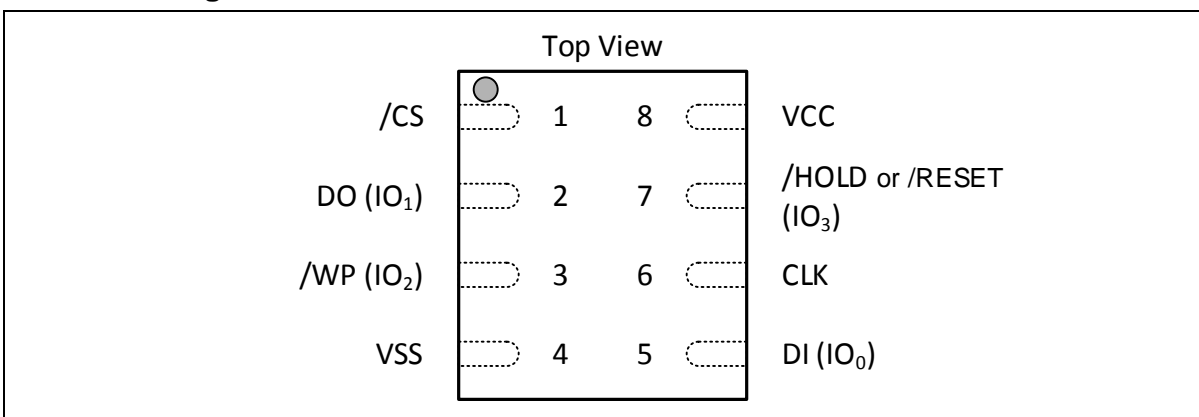 Top View
/CS 1 8 VCC
DO (IO₁) 2 7 /HOLD or /RESET
(IO₃)
/WP (IO₂) 3 6 CLK
VSS 4 5 DI (IO₀)